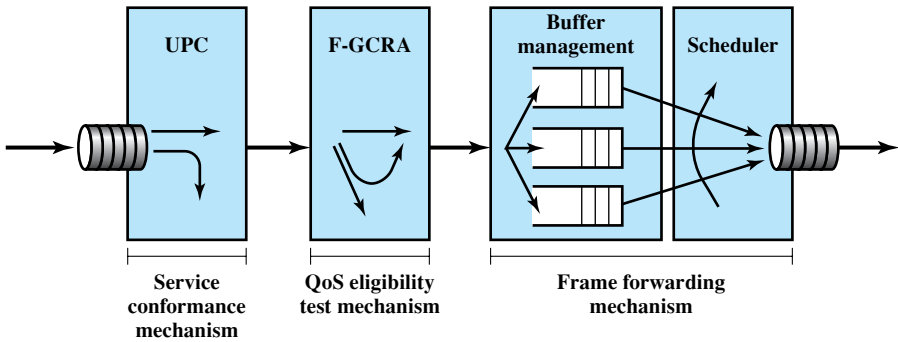 UPC
F-GCRA
Buffer
management
Scheduler
Service
conformance
mechanism
QoS eligibility
test mechanism
Frame forwarding
mechanism